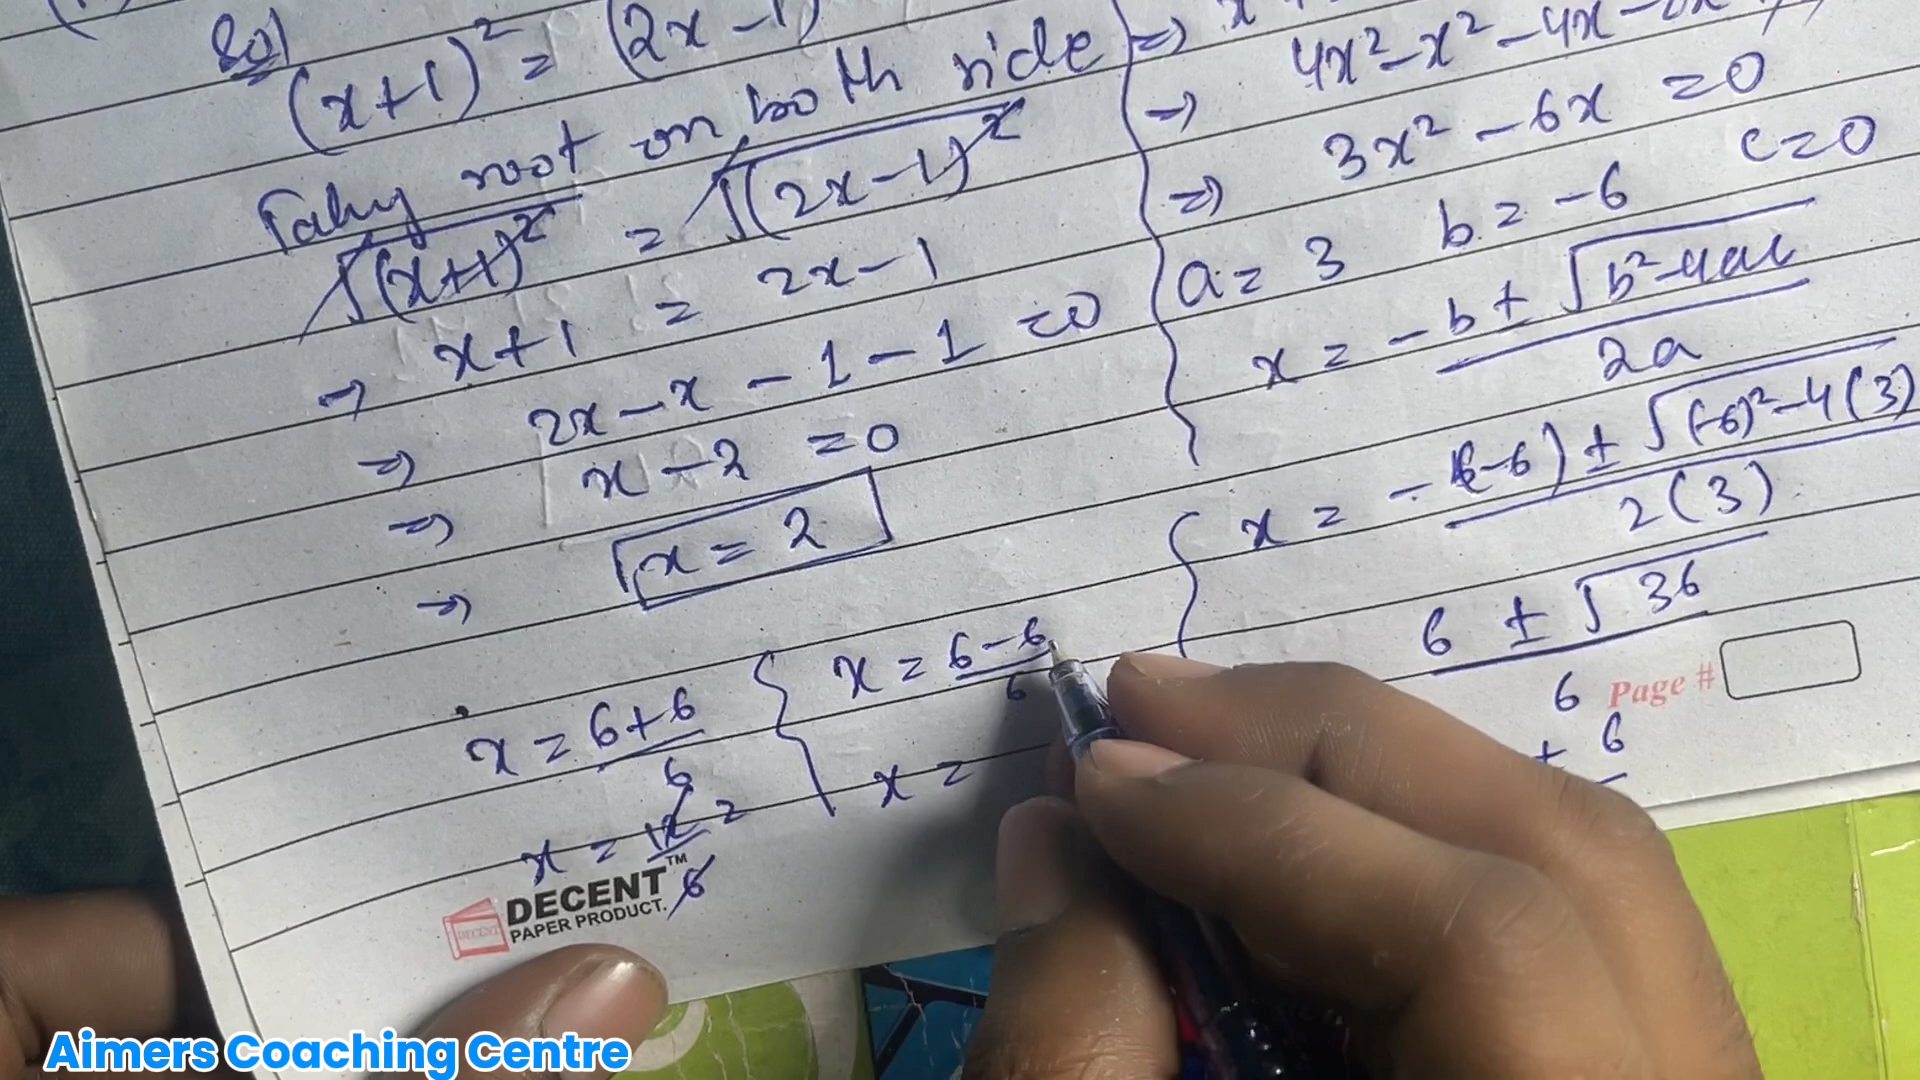 Sol
(x+1)² = (2x-1)
Taking root on both side
√(x+1)² = √(2x-1)²
→ x+1 = 2x-1
⇒ 2x-x-1-1=0
⇒ x-2 =0
⇒ x = 2
⇒
⇒ 4x²-x²-4x-2x
⇒ 3x²-6x =0
a=3 b=-6 c=0
x = -b ± √b²-4ac
2a
x = -(-6) ± √(-6)²-4(3)
2(3)
6 ± √36
6
± 6
x = 6+6
6
x = 12 =
6
x = 6-6
6
x =
Page #
DECENT™
PAPER PRODUCT.
DECENT
Aimers Coaching Centre